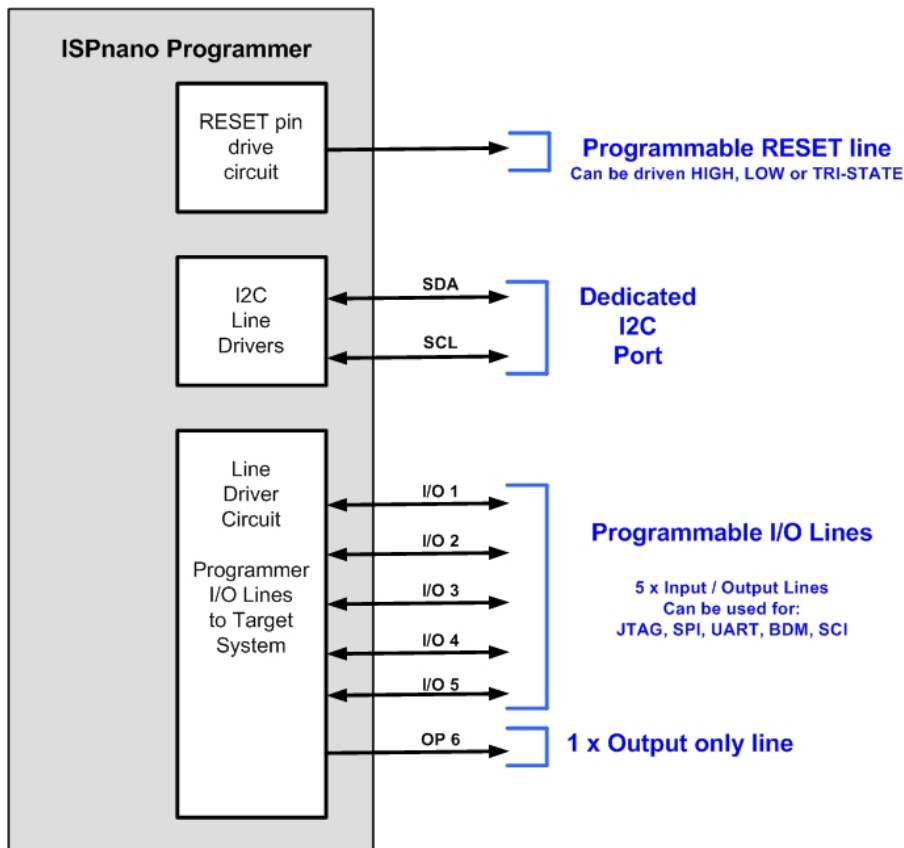 ISPnano Programmer
RESET pin
drive
circuit
Programmable RESET line
Can be driven HIGH, LOW or TRI-STATE
I2C
Line
Drivers
SDA
SCL
Dedicated
I2C
Port
Line
Driver
Circuit
Programmer
I/O Lines
to Target
System
I/O 1
I/O 2
I/O 3
I/O 4
I/O 5
OP 6
Programmable I/O Lines
5 x Input / Output Lines
Can be used for:
JTAG, SPI, UART, BDM, SCI
1 x Output only line